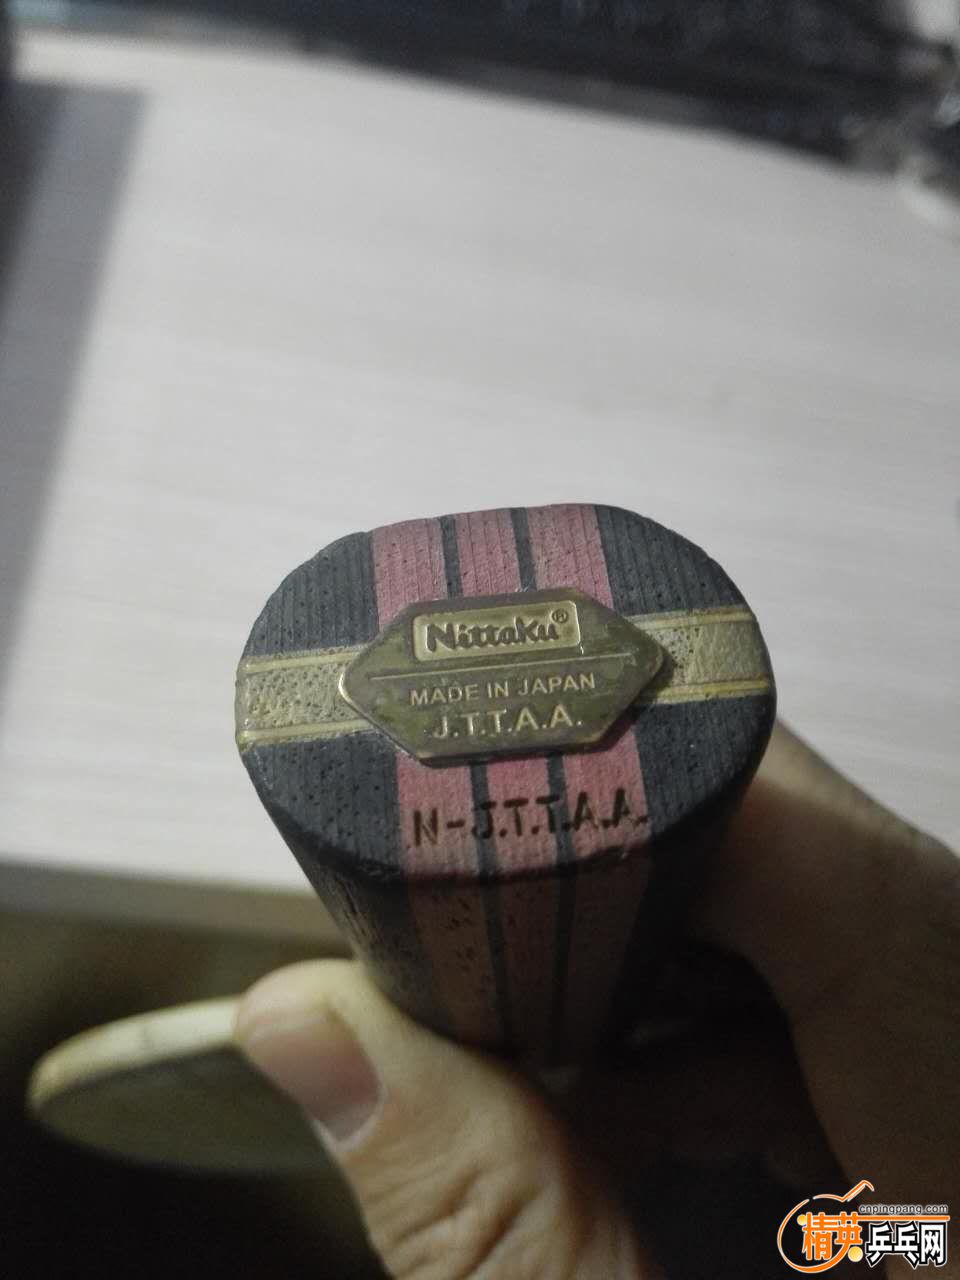 Nittaku®
MADE IN JAPAN
J.T.T.A.A.
N-J.T.T.A.A.
cnpingpang.com
精英乒乓网